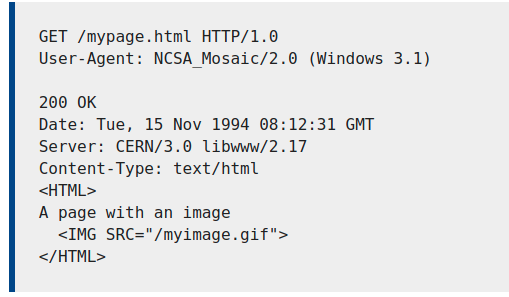 GET /mypage.html HTTP/1.0
User-Agent: NCSA_Mosaic/2.0 (Windows 3.1)

200 OK
Date: Tue, 15 Nov 1994 08:12:31 GMT
Server: CERN/3.0 libwww/2.17
Content-Type: text/html
<HTML>
A page with an image
  <IMG SRC="/myimage.gif">
</HTML>